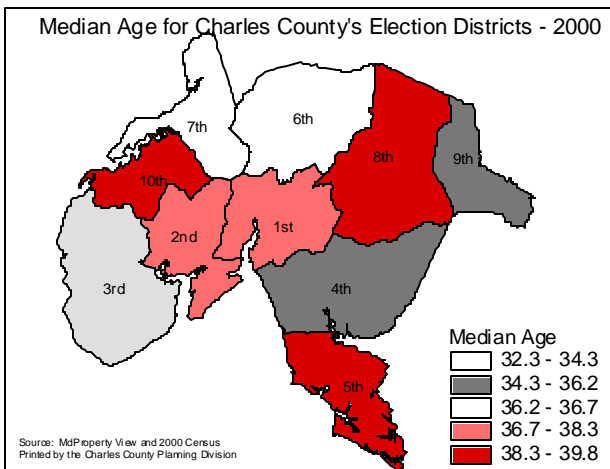 Median Age for Charles County's Election Districts - 2000
7th
6th
8th
9th
10th
2nd
1st
3rd
4th
5th
Median Age
32.3 - 34.3
34.3 - 36.2
36.2 - 36.7
36.7 - 38.3
38.3 - 39.8
Source: MdProperty View and 2000 Census
Printed by the Charles County Planning Division